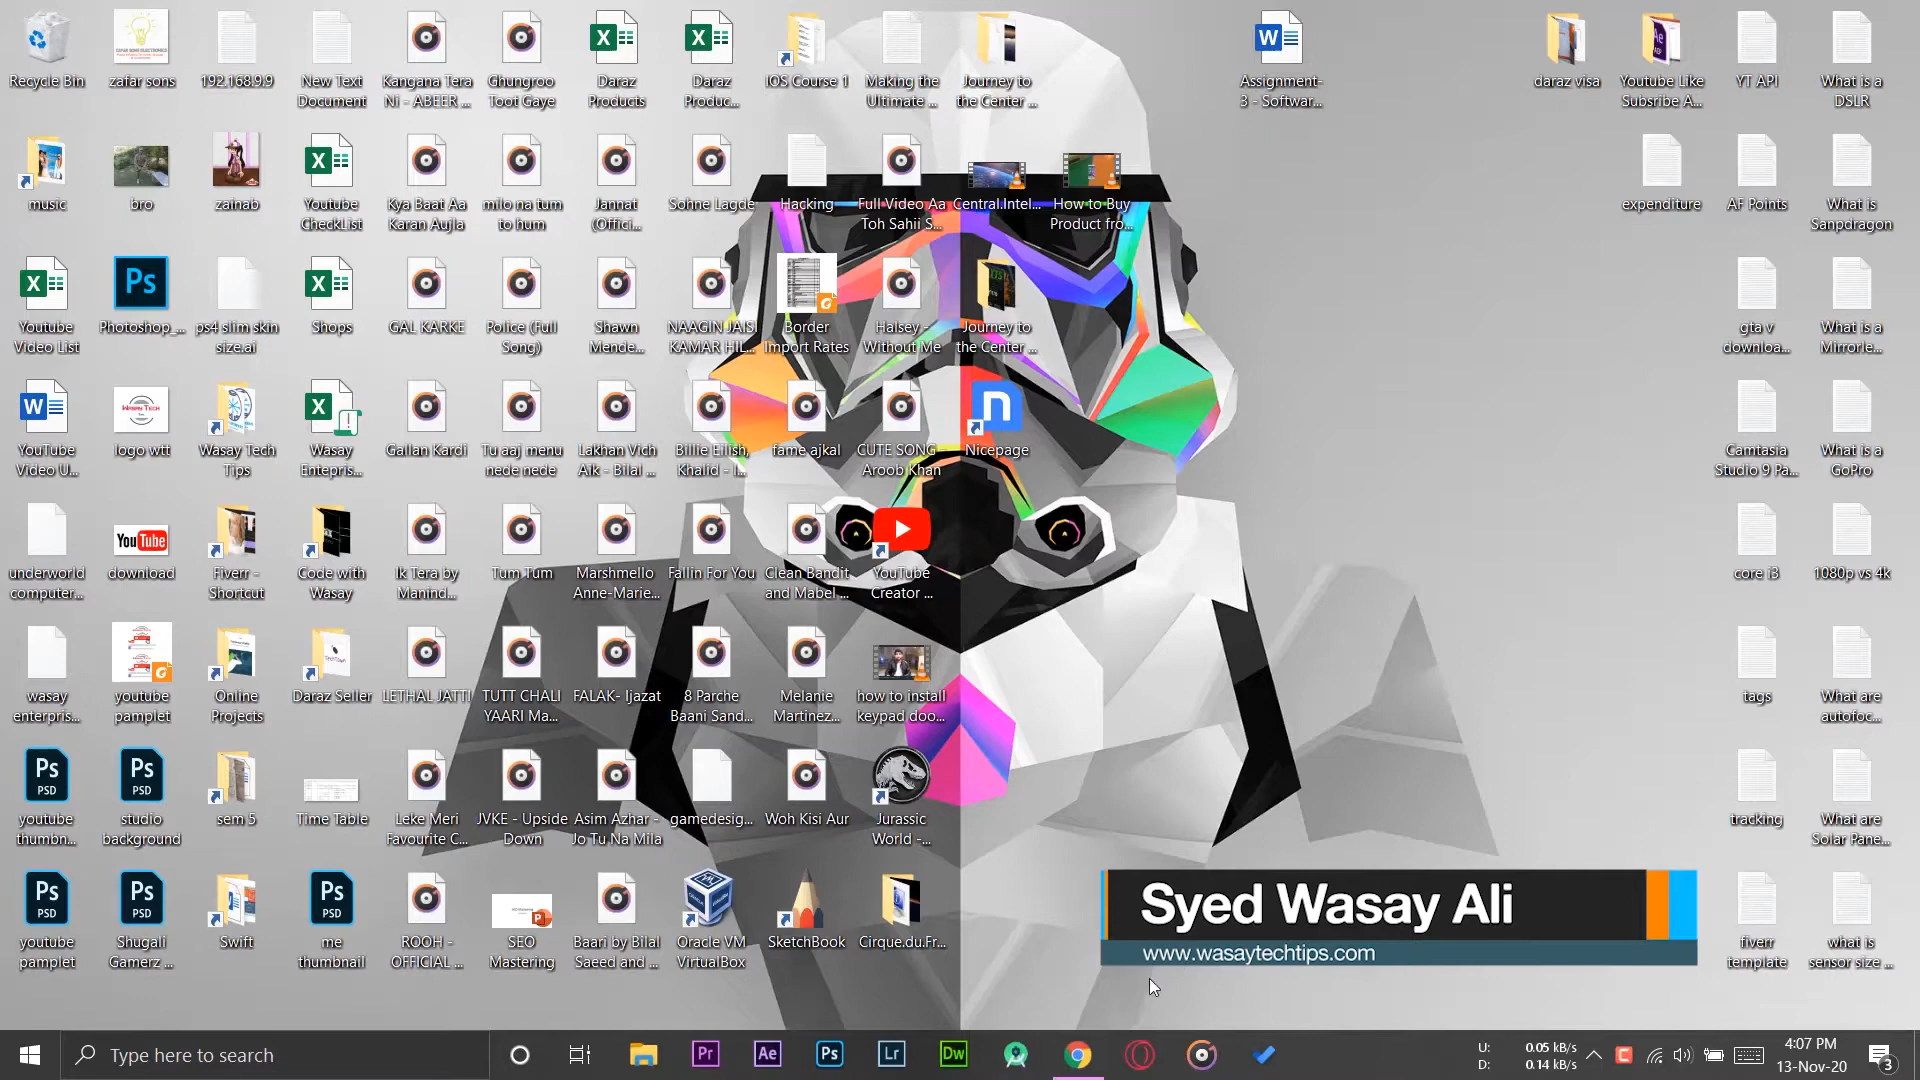 Recycle Bin
zafar sons
192.168.9.9
New Text
Document
Kangana Tera
Ni - ABEER ...
Ghungroo
Toot Gaye
Daraz
Products
Daraz
Produc...
IOS Course 1
Making the
Ultimate ...
Journey to
the Center ...
Assignment-
3 - Softwar...
daraz visa
Youtube Like
Subsribe A...
YT API
What is a
DSLR
music
bro
zainab
Youtube
CheckList
Kya Baat Aa
Karan Aujla
milo na tum
to hum
Jannat
(Offici...
Sohne Lagde
Hacking
Full Video Aa
Toh Sahii S...
Central.Intel...
How to Buy
Product fro...
expenditure
AF Points
What is
Sanpdragon
Youtube
Video List
Photoshop_...
ps4 slim skin
size.ai
Shops
GAL KARKE
Police (Full
Song)
Shawn
Mende...
NAAGIN JAISI
KAMAR HIL...
Border
Import Rates
Halsey -
Without Me
Journey to
the Center ...
gta v
downloa...
What is a
Mirrorle...
YouTube
Video U...
logo wtt
Wasay Tech
Tips
Wasay
Entepris...
Gallan Kardi
Tu aaj menu
nede nede
Lakhan Vich
Aik - Bilal ...
Billie Eilish,
Khalid - l...
fame ajkal
CUTE SONG -
Aroob Khan
Nicepage
Camtasia
Studio 9 Pa...
What is a
GoPro
underworld
computer...
YouTube
download
Fiverr -
Shortcut
Code with
Wasay
Ik Tera by
Manind...
Tum Tum
Marshmello
Anne-Marie...
Fallin For You
Clean Bandit
and Mabel ...
YouTube
Creator ...
core i3
1080p vs 4k
wasay
enterpris...
youtube
pamplet
Online
Projects
Daraz Seller
LETHAL JATTI
TUTT CHALI
YAARI Ma...
FALAK- Ijazat
8 Parche
Baani Sand...
Melanie
Martinez...
how to install
keypad doo...
tags
What are
autofoc...
youtube
thumbn...
studio
background
sem 5
Time Table
Leke Meri
Favourite C...
JVKE - Upside
Down
Asim Azhar -
Jo Tu Na Mila
gamedesig...
Woh Kisi Aur
Jurassic
World -...
tracking
What are
Solar Pane...
youtube
pamplet
Shugali
Gamerz ...
Swift
me
thumbnail
ROOH -
OFFICIAL ...
SEO
Mastering
Baari by Bilal
Saeed and ...
Oracle VM
VirtualBox
SketchBook
Cirque.du.Fr...
fiverr
template
what is
sensor size ...
Syed Wasay Ali
www.wasaytechtips.com
Type here to search
Pr
Ae
Ps
Lr
Dw
U: 0.05 kB/s
D: 0.14 kB/s
4:07 PM
13-Nov-20
3